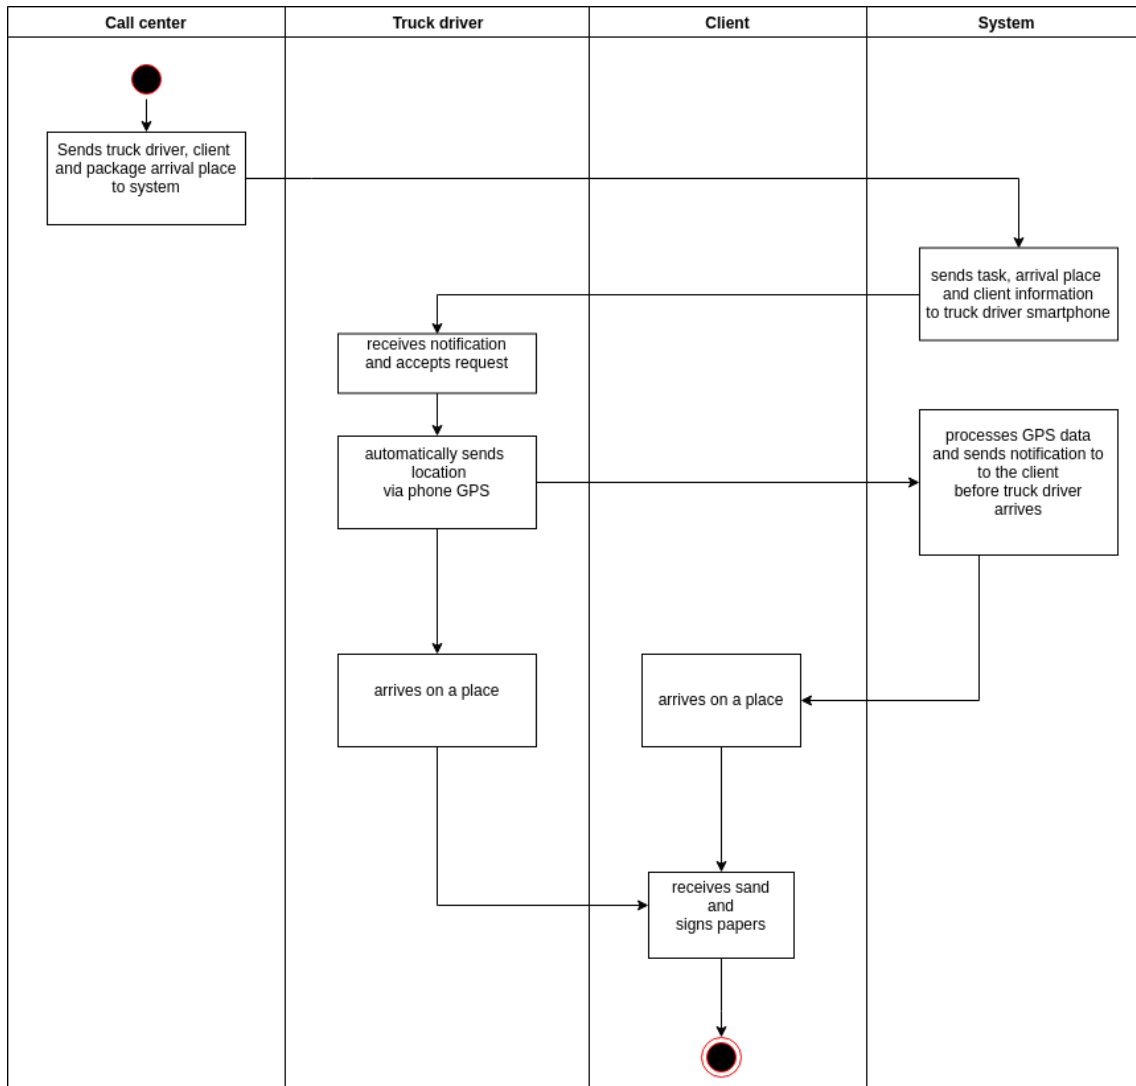 Call center
Truck driver
Client
System
Sends truck driver, client
and package arrival place
to system
sends task, arrival place
and client information
to truck driver smartphone
receives notification
and accepts request
automatically sends
location
via phone GPS
processes GPS data
and sends notification to
to the client
before truck driver
arrives
arrives on a place
arrives on a place
receives sand
and
signs papers